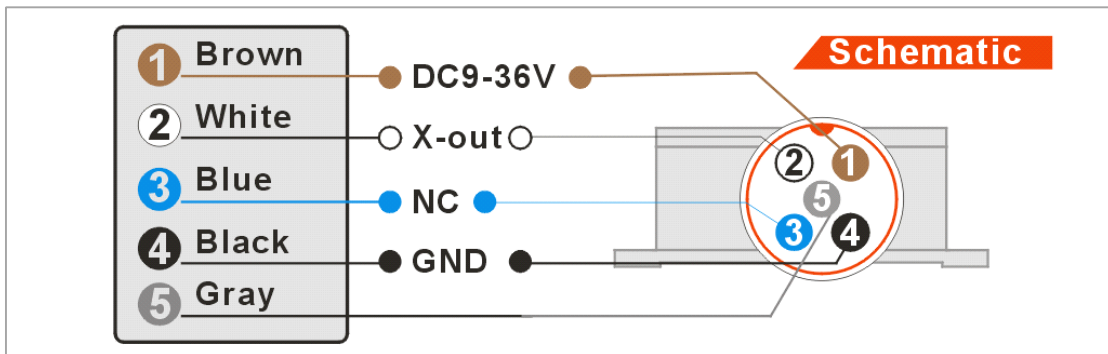 Schematic
1 Brown
DC9-36V
2 White
X-out
3 Blue
NC
4 Black
GND
5 Gray
2 1
5
3 4